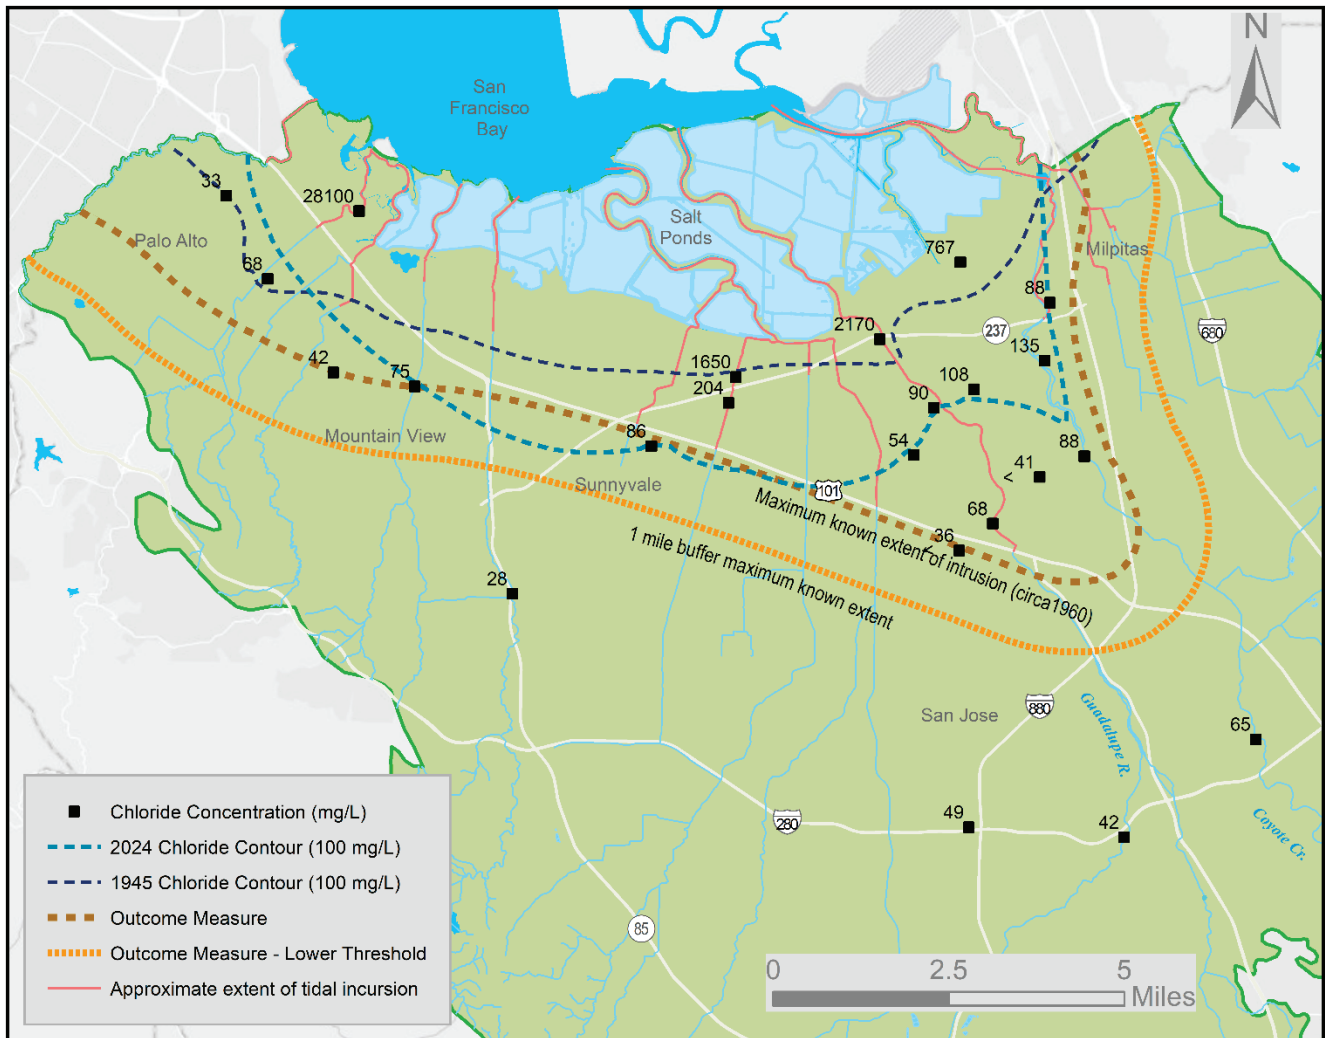 N
San
Francisco
Bay
33
28100
Palo Alto
Salt
Ponds
767
Milpitas
68
88
2170
237
680
135
42
75
1650
204
108
90
Mountain View
86
54
88
Sunnyvale
101
41
<
Maximum known extent of intrusion (circa1960)
68
36
<
1 mile buffer maximum known extent
28
San Jose
880
Guadalupe R.
65
280
49
42
Coyote Cr.
85
Chloride Concentration (mg/L)
2024 Chloride Contour (100 mg/L)
1945 Chloride Contour (100 mg/L)
Outcome Measure
Outcome Measure - Lower Threshold
Approximate extent of tidal incursion
0 2.5 5
Miles